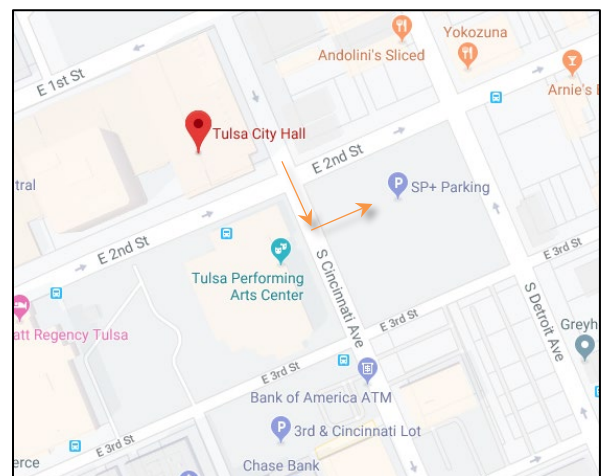 Andolini's Sliced
Yokozuna
E 1st St
Arnie's
Tulsa City Hall
E 2nd St
tral
SP+ Parking
E 2nd St
E 3rd St
Tulsa Performing
Arts Center
S Cincinnati Ave
S Detroit Ave
att Regency Tulsa
E 3rd St
Greyh
E 3rd St
Bank of America ATM
3rd & Cincinnati Lot
E 3rd St
erce
Chase Bank